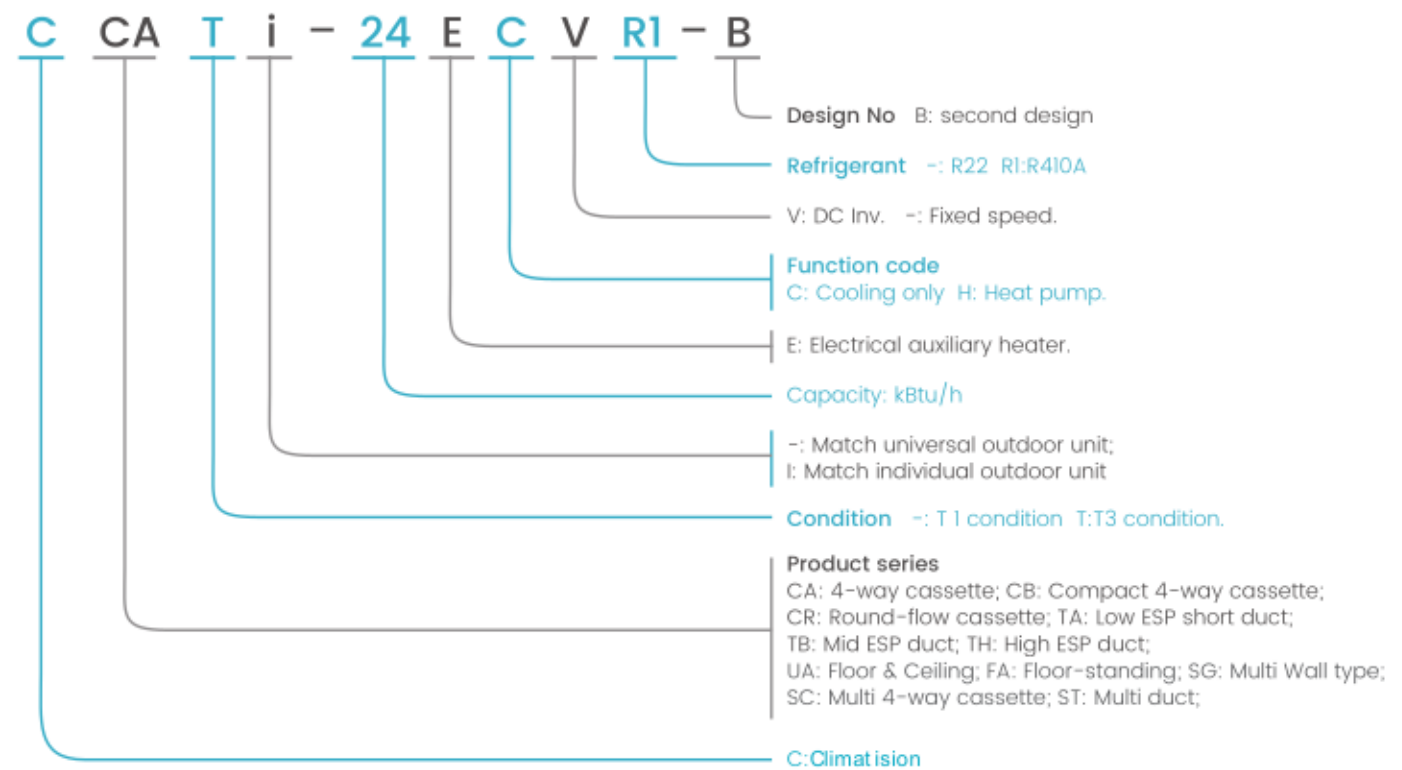 C CA T i - 24 E C V R1 - B
Design No B: second design
Refrigerant -: R22 R1:R410A
V: DC Inv. -: Fixed speed.
Function code
C: Cooling only H: Heat pump.
E: Electrical auxiliary heater.
Capacity: kBtu/h
-: Match universal outdoor unit;
I: Match individual outdoor unit
Condition -: T 1 condition T:T3 condition.
Product series
CA: 4-way cassette; CB: Compact 4-way cassette;
CR: Round-flow cassette; TA: Low ESP short duct;
TB: Mid ESP duct; TH: High ESP duct;
UA: Floor & Ceiling; FA: Floor-standing; SG: Multi Wall type;
SC: Multi 4-way cassette; ST: Multi duct;
C:Climatision